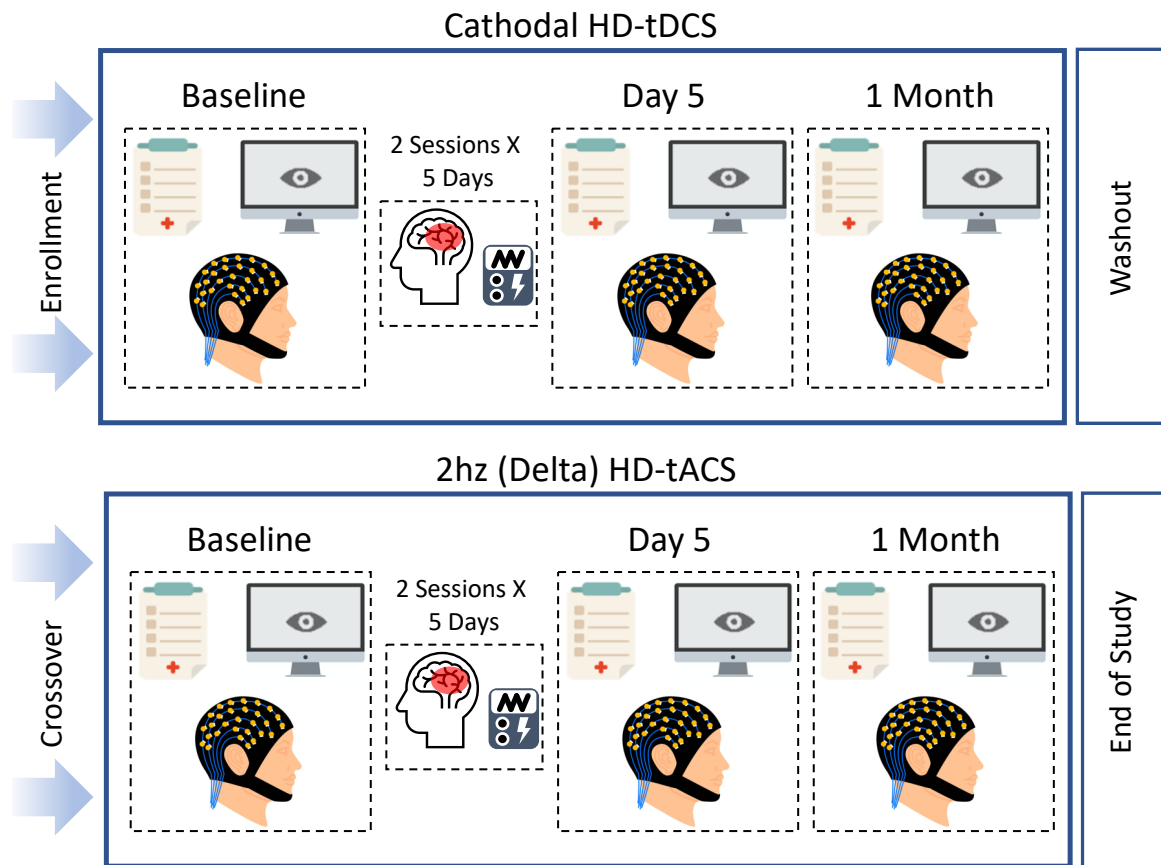 Cathodal HD-tDCS
Enrollment
Baseline
2 Sessions X
5 Days
Day 5
1 Month
Washout
2hz (Delta) HD-tACS
Crossover
Baseline
2 Sessions X
5 Days
Day 5
1 Month
End of Study